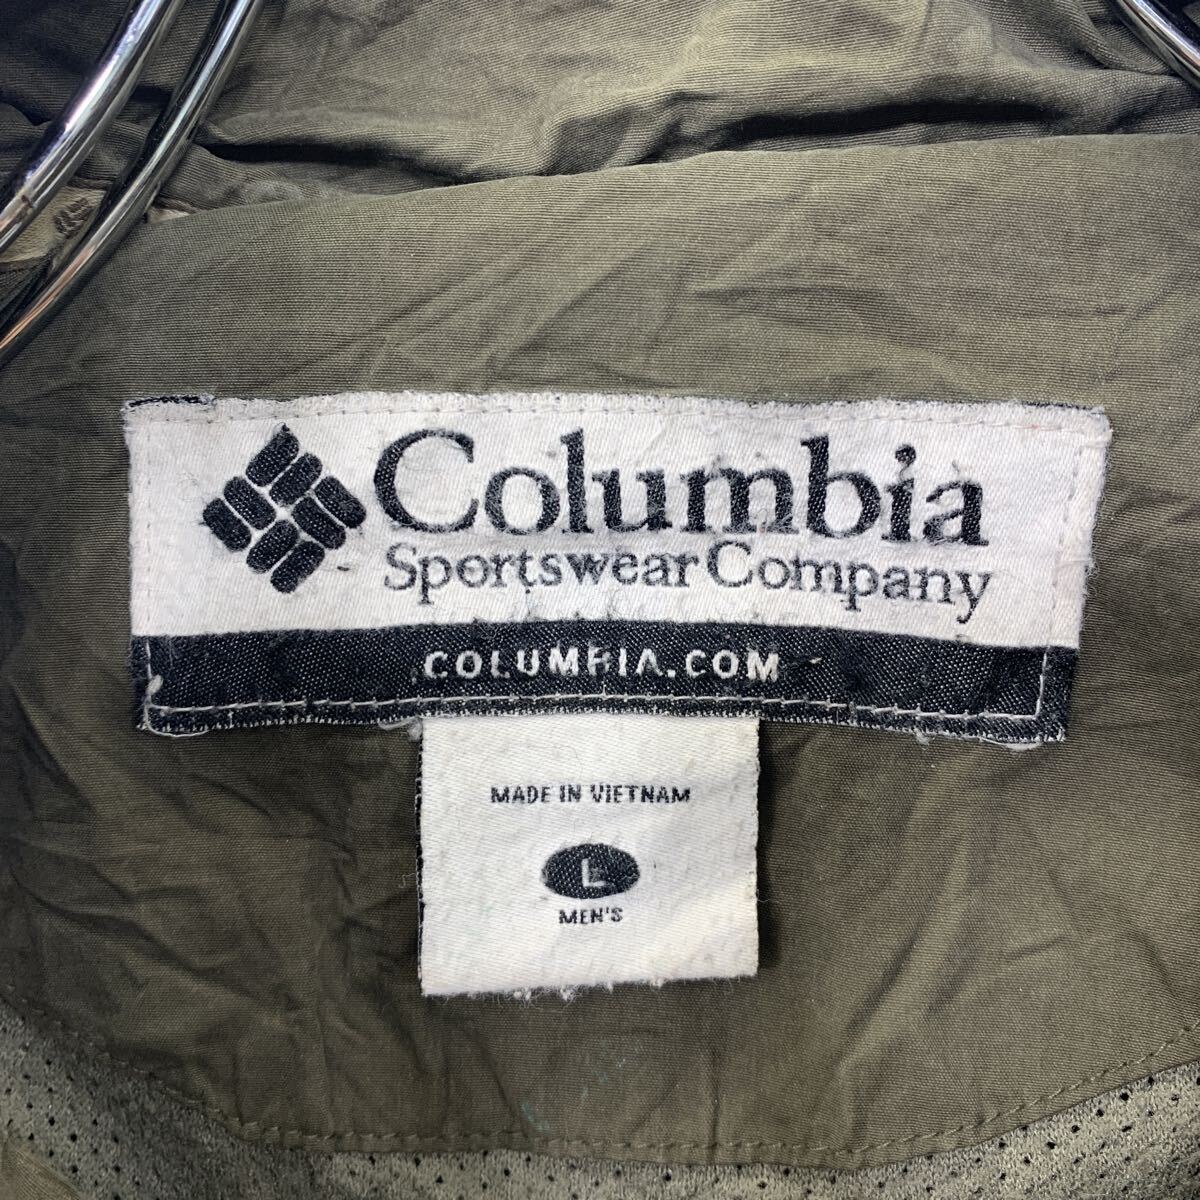 Columbia
Sportswear Company
COLUMBIA.COM
MADE IN VIETNAM
L
MEN'S